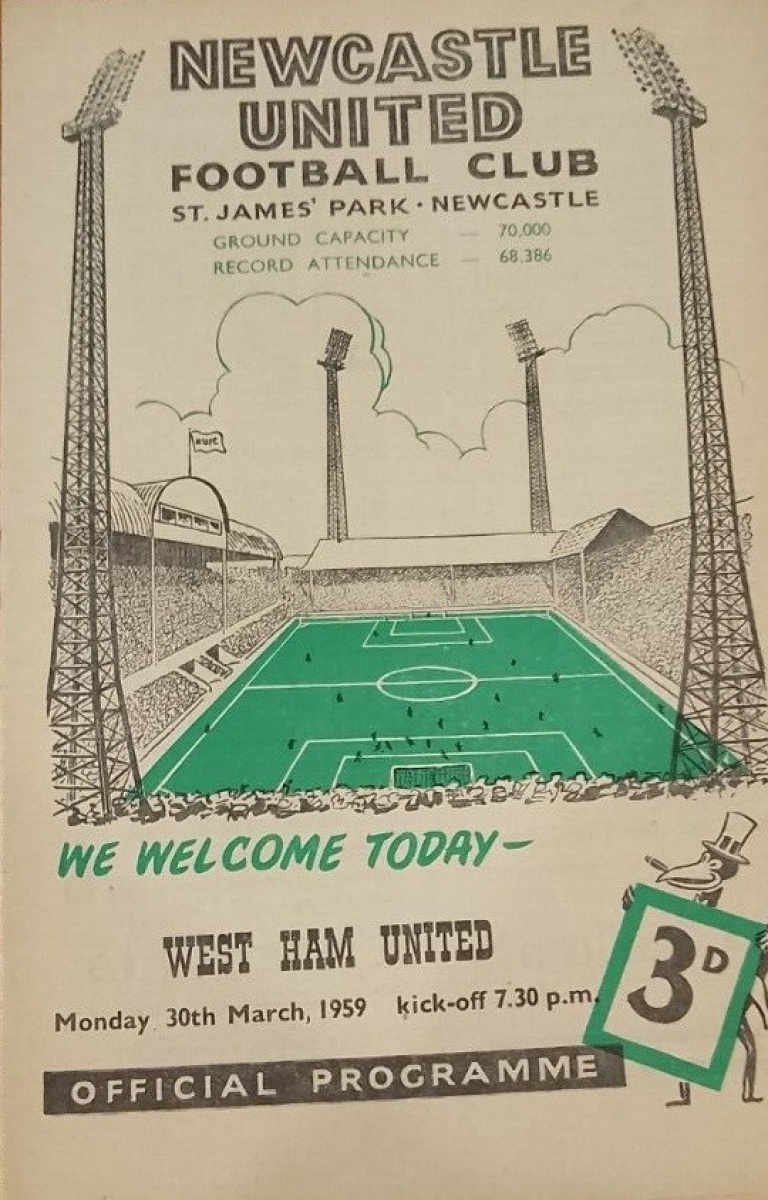 NEWCASTLE
UNITED
FOOTBALL CLUB
ST. JAMES' PARK · NEWCASTLE
GROUND CAPACITY — 70,000
RECORD ATTENDANCE — 68,386
NUFC
WE WELCOME TODAY—
WEST HAM UNITED
3D
Monday 30th March, 1959 kick-off 7.30 p.m.
OFFICIAL PROGRAMME